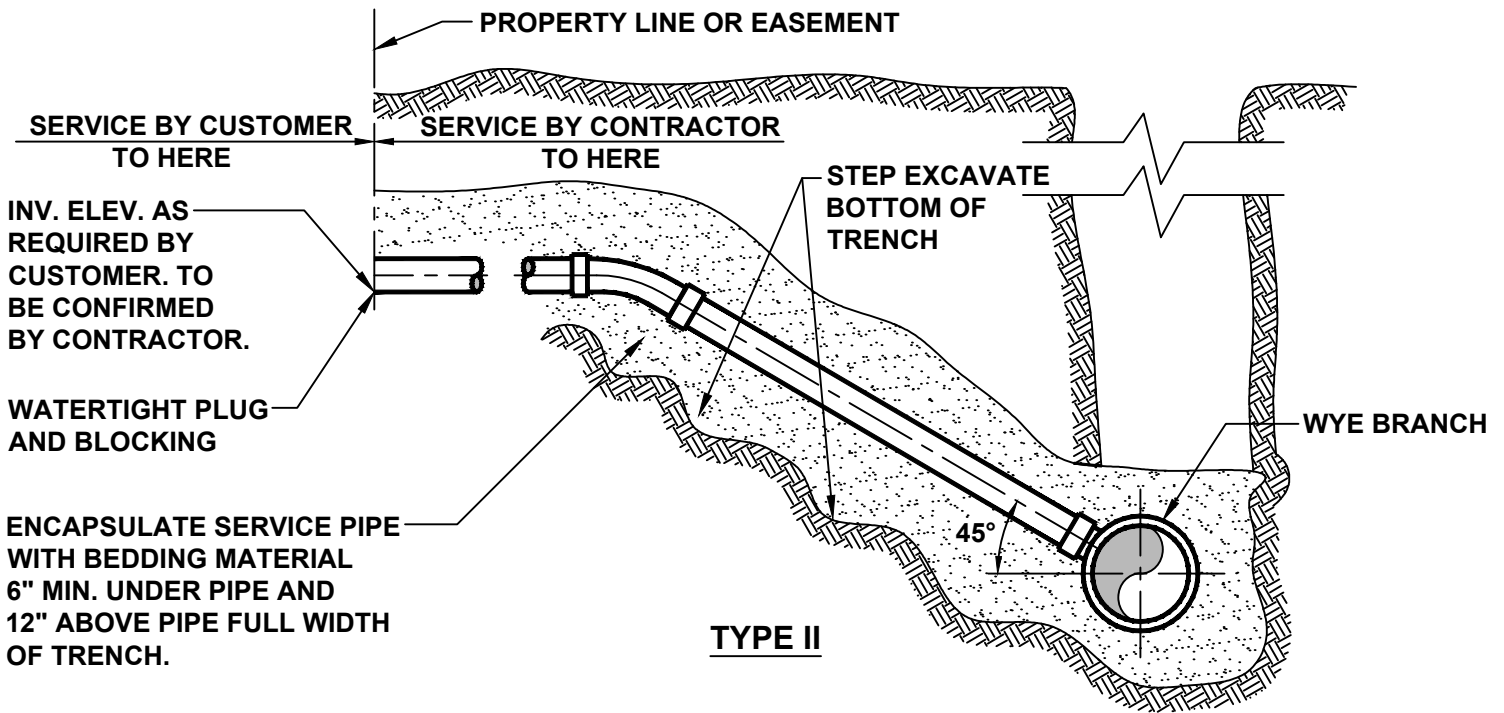 PROPERTY LINE OR EASEMENT
SERVICE BY CUSTOMER
TO HERE
SERVICE BY CONTRACTOR
TO HERE
INV. ELEV. AS
REQUIRED BY
CUSTOMER. TO
BE CONFIRMED
BY CONTRACTOR.
STEP EXCAVATE
BOTTOM OF
TRENCH
WATERTIGHT PLUG
AND BLOCKING
WYE BRANCH
ENCAPSULATE SERVICE PIPE
WITH BEDDING MATERIAL
6" MIN. UNDER PIPE AND
12" ABOVE PIPE FULL WIDTH
OF TRENCH.
45°
TYPE II